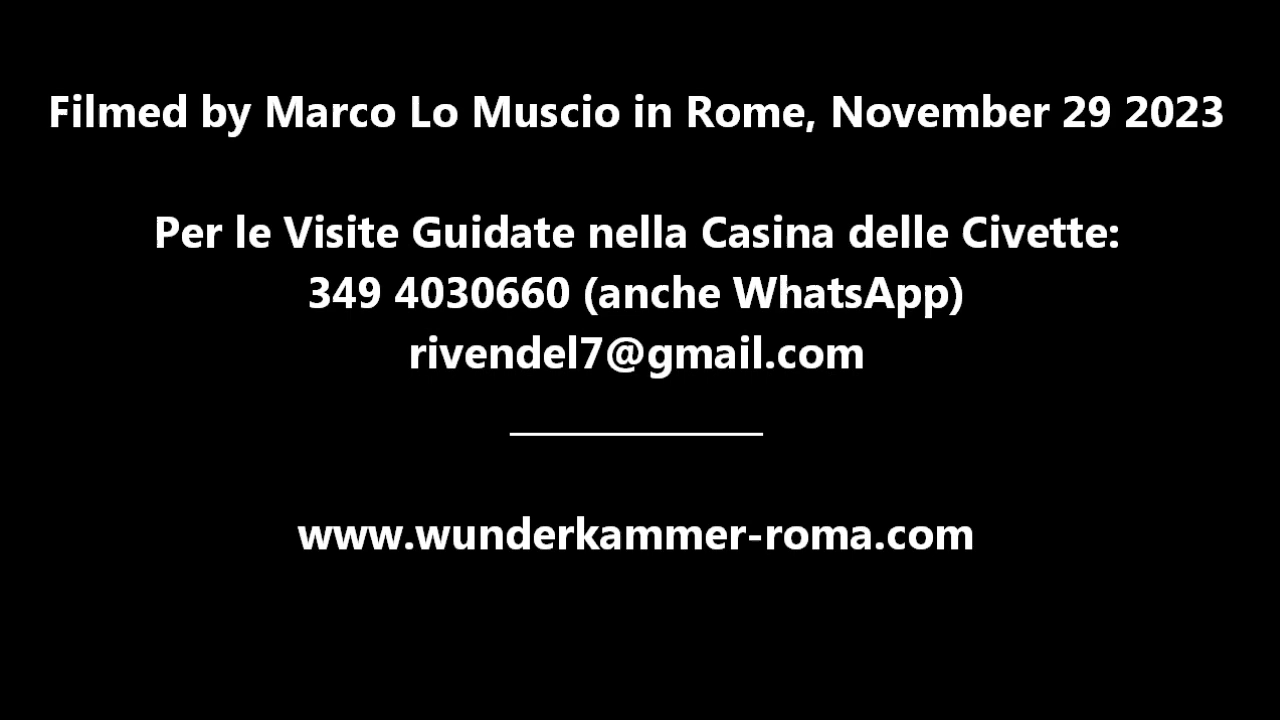 Filmed by Marco Lo Muscio in Rome, November 29 2023
Per le Visite Guidate nella Casina delle Civette:
349 4030660 (anche WhatsApp)
rivendel7@gmail.com
www.wunderkammer-roma.com